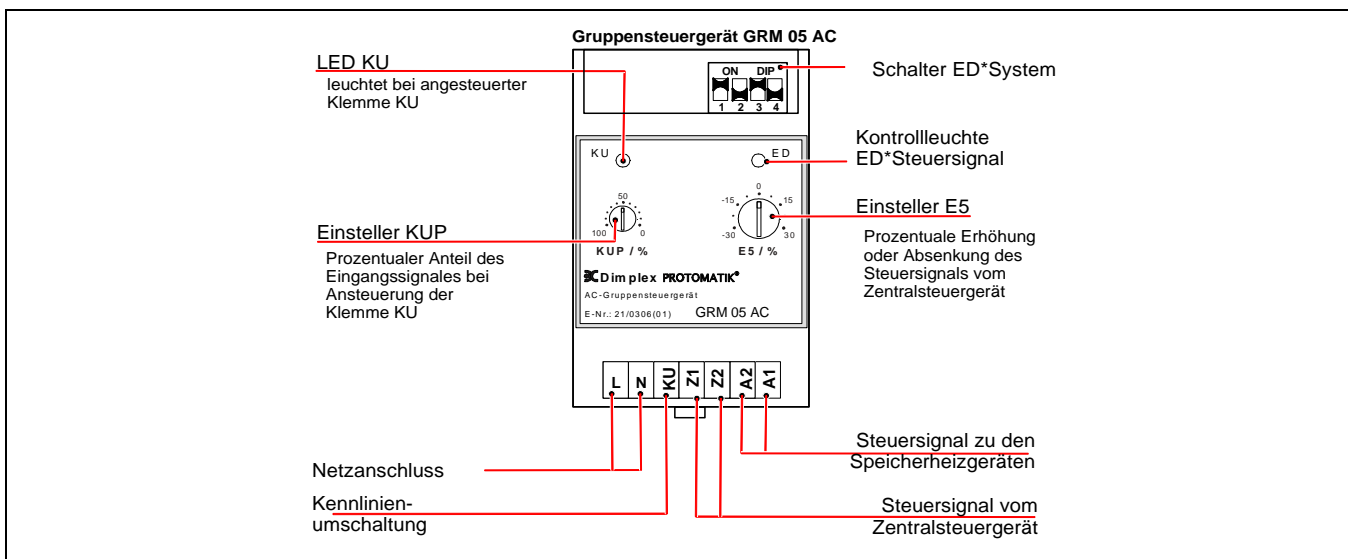 Gruppensteuergerät GRM 05 AC
LED KU
leuchtet bei angesteuerter
Klemme KU
ON DIP
1 2 3 4
Schalter ED*System
KU
ED
Kontrollleuchte
ED*Steuersignal
50
100 0
KUP / %
0
-15 15
-30 30
E5 / %
Einsteller KUP
Prozentualer Anteil des
Eingangssignales bei
Ansteuerung der
Klemme KU
Einsteller E5
Prozentuale Erhöhung
oder Absenkung des
Steuersignals vom
Zentralsteuergerät
Dimplex PROTOMATIK®
AC-Gruppensteuergerät
E-Nr.: 21/0306(01) GRM 05 AC
L N KU Z1 Z2 A2 A1
Netzanschluss
Kennlinien-
umschaltung
Steuersignal zu den
Speicherheizgeräten
Steuersignal vom
Zentralsteuergerät